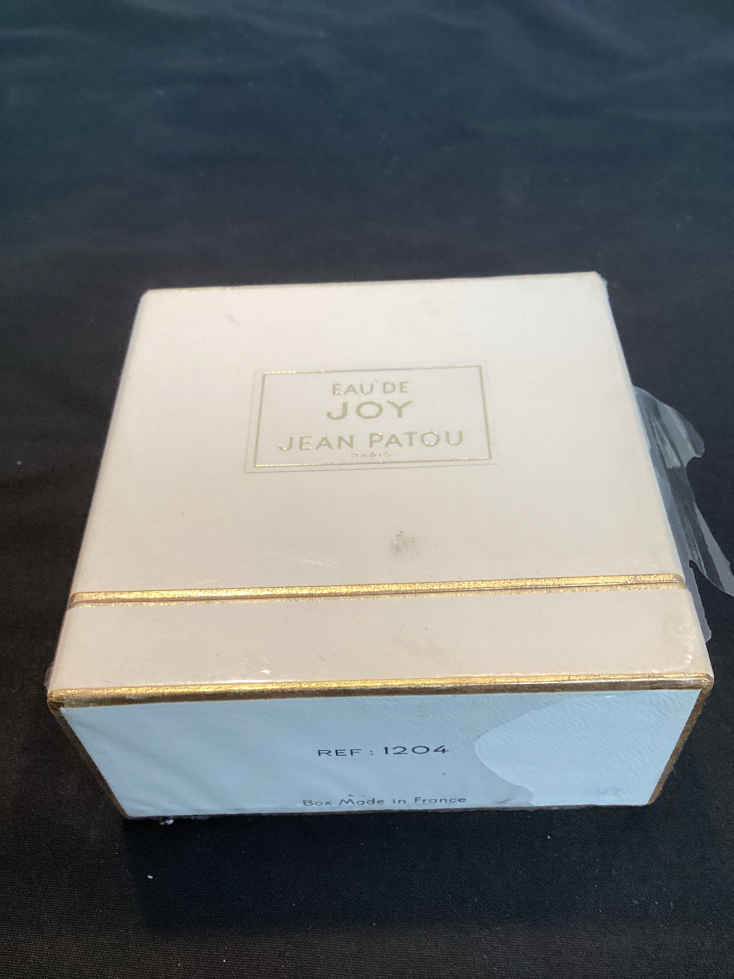 EAU DE
JOY
JEAN PATOU
PARIS
REF: 1204
Box Made in France